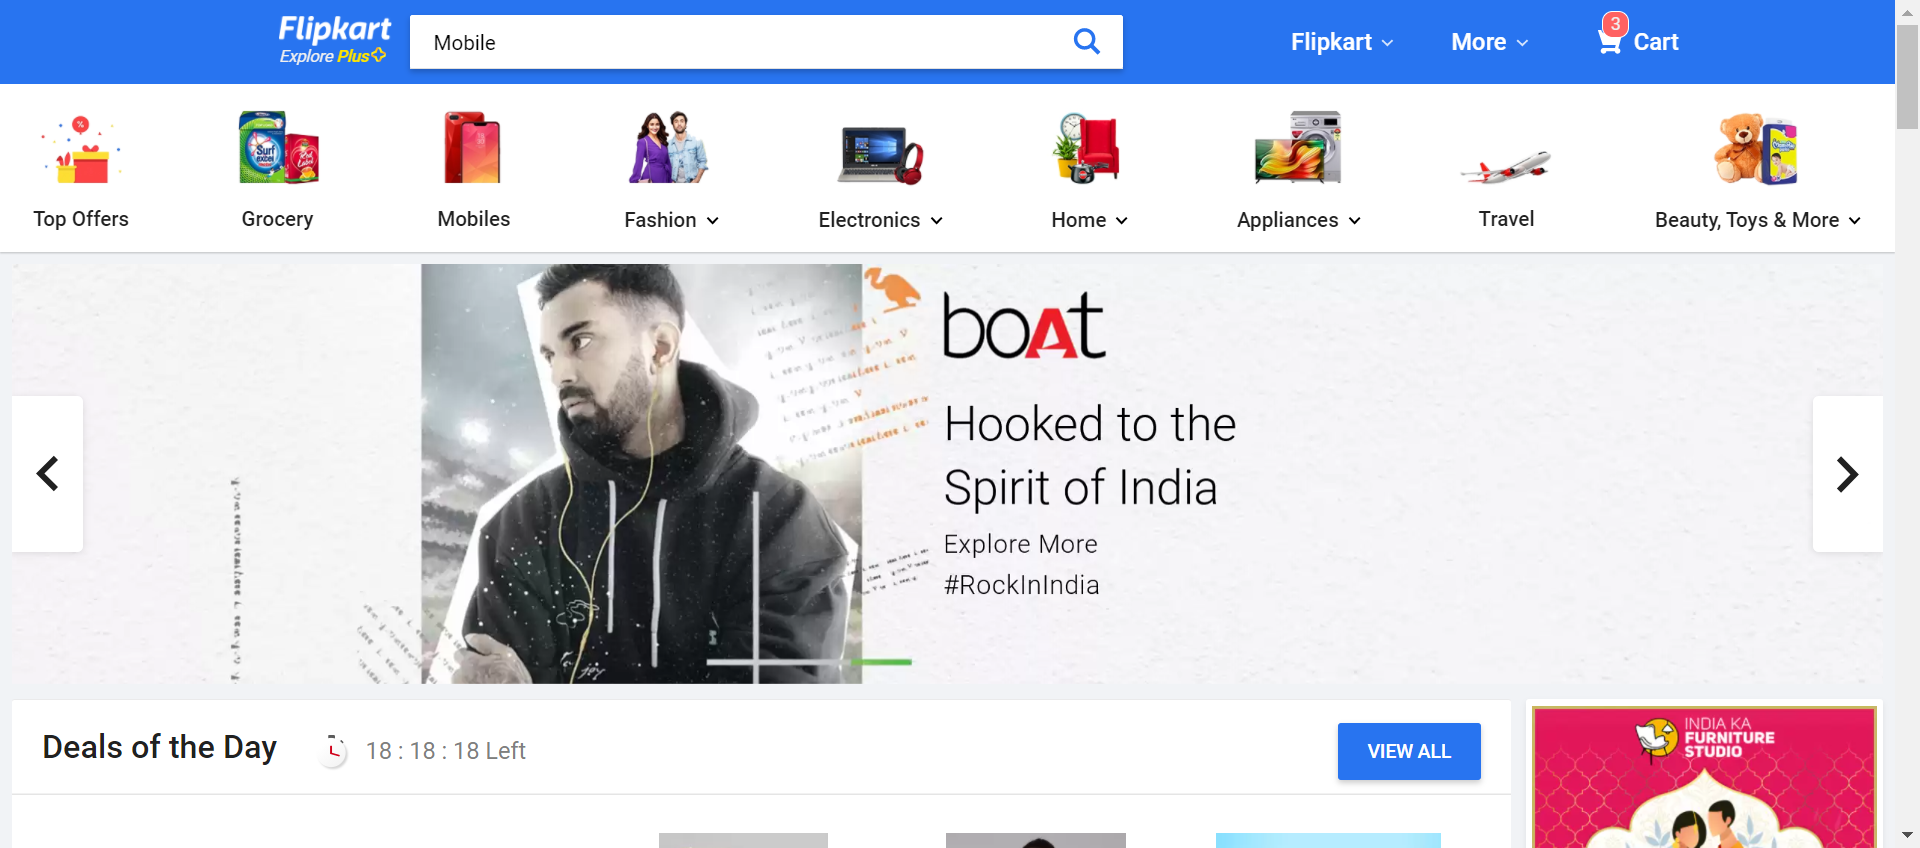 Flipkart
Explore Plus
Mobile
Flipkart
More
3
Cart
Top Offers
Grocery
Mobiles
Fashion
Electronics
Home
Appliances
Travel
Beauty, Toys & More
Surf
excel
boAt
Hooked to the
Spirit of India
Explore More
#RockInIndia
Deals of the Day
18 : 18 : 18 Left
VIEW ALL
INDIA KA
FURNITURE
STUDIO